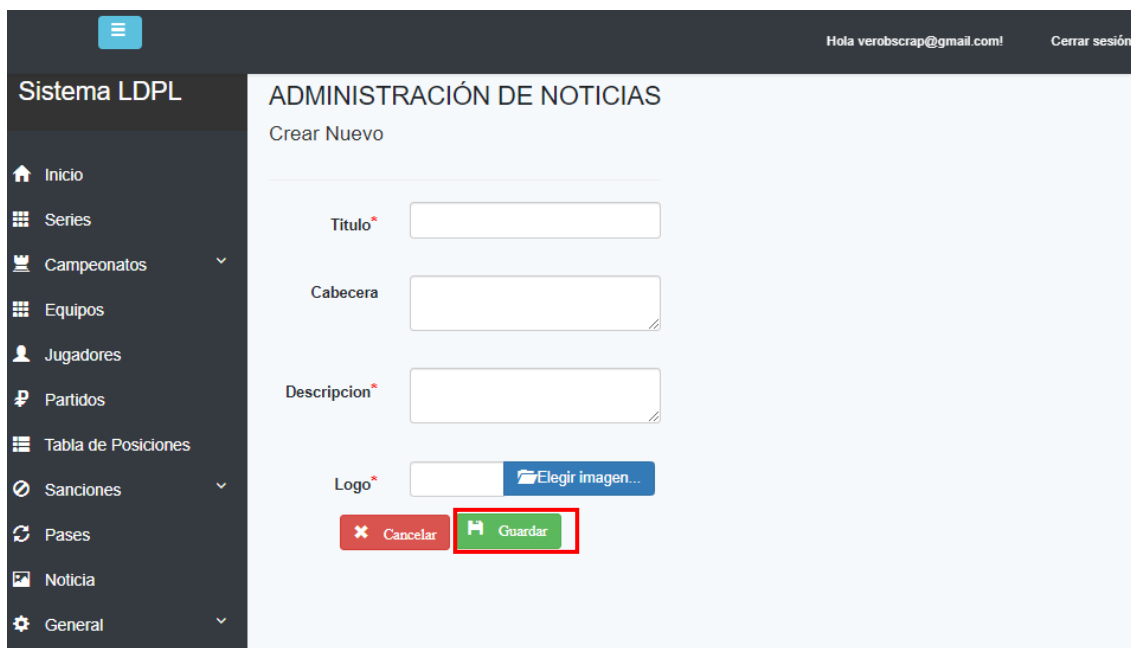 Hola verobscrap@gmail.com! Cerrar sesión
Sistema LDPL
ADMINISTRACIÓN DE NOTICIAS
Crear Nuevo
Inicio
Series
Campeonatos
Equipos
Jugadores
Partidos
Tabla de Posiciones
Sanciones
Pases
Noticia
General
Titulo*
Cabecera
Descripcion*
Logo* Elegir imagen...
Cancelar Guardar